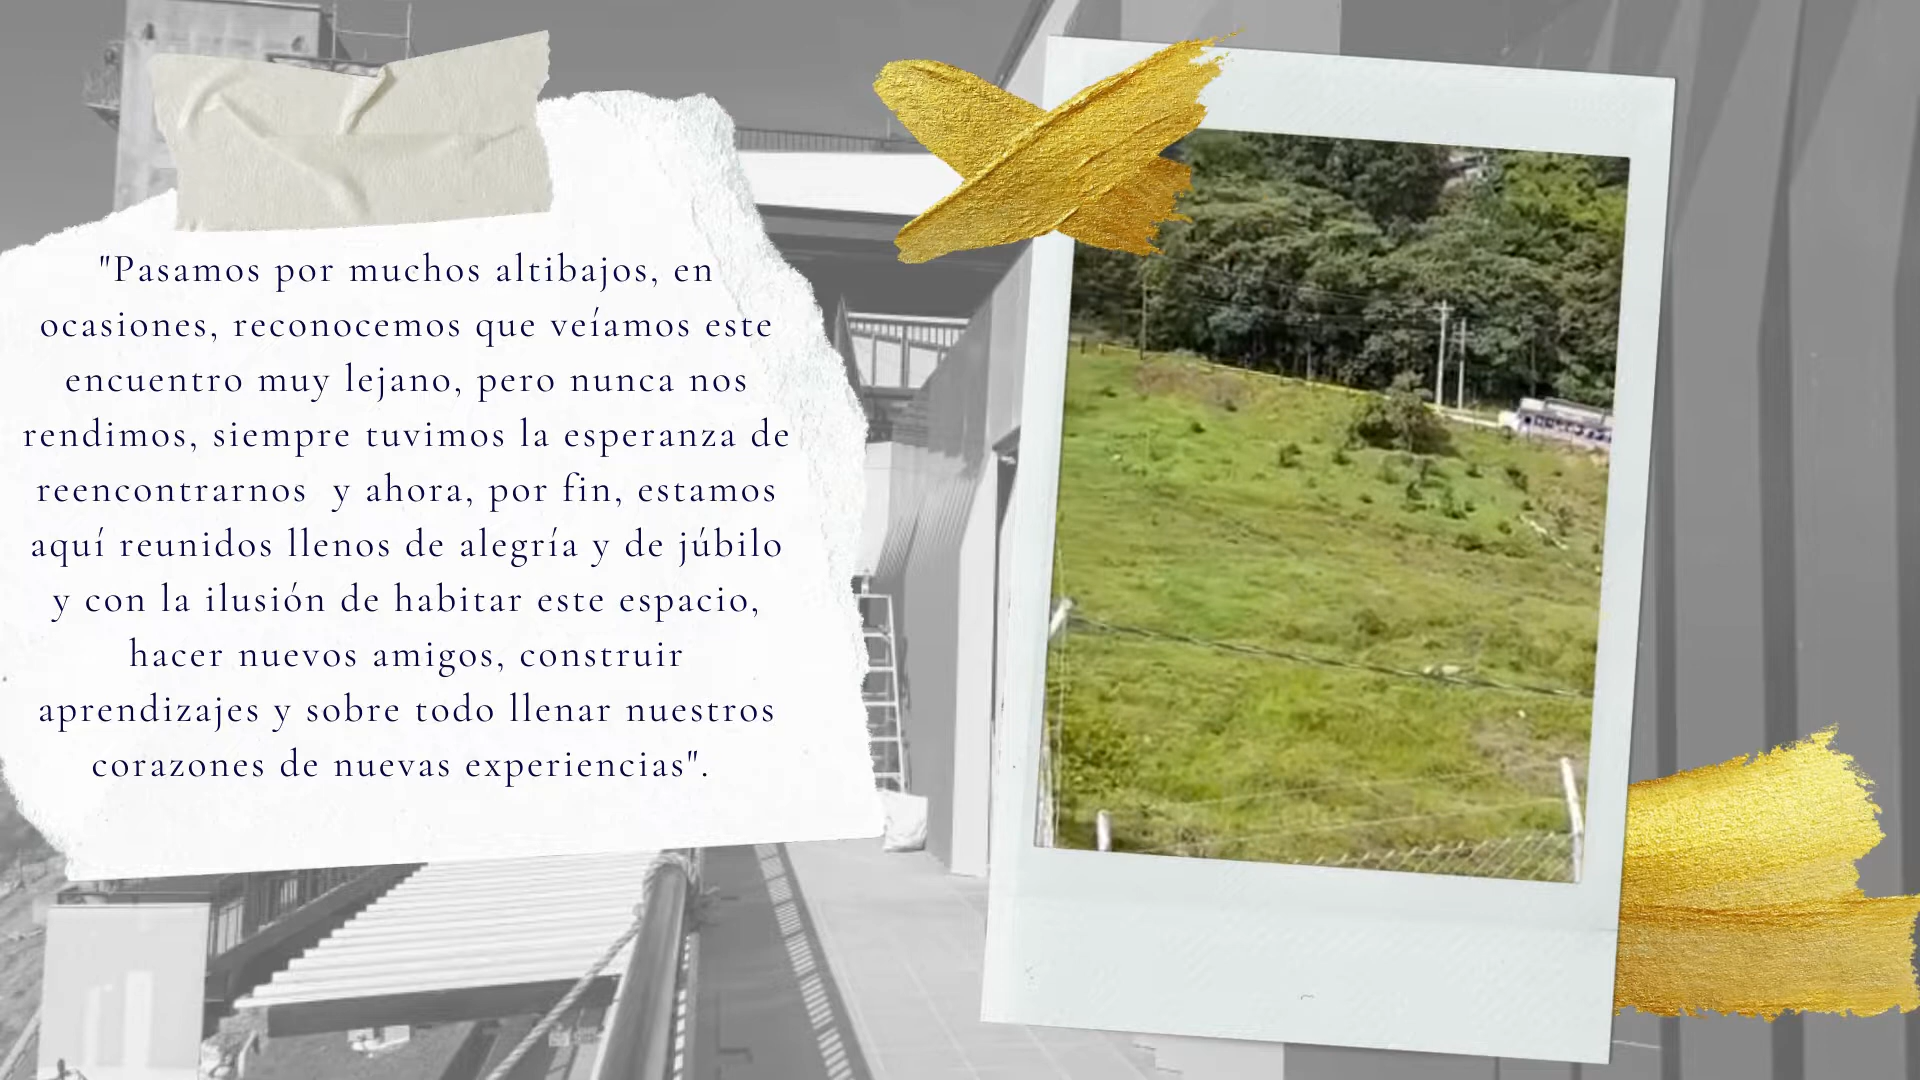 "Pasamos por muchos altibajos, en
ocasiones, reconocemos que veíamos este
encuentro muy lejano, pero nunca nos
rendimos, siempre tuvimos la esperanza de
reencontrarnos  y ahora, por fin, estamos
aquí reunidos llenos de alegría y de júbilo
y con la ilusión de habitar este espacio,
hacer nuevos amigos, construir
aprendizajes y sobre todo llenar nuestros
corazones de nuevas experiencias".